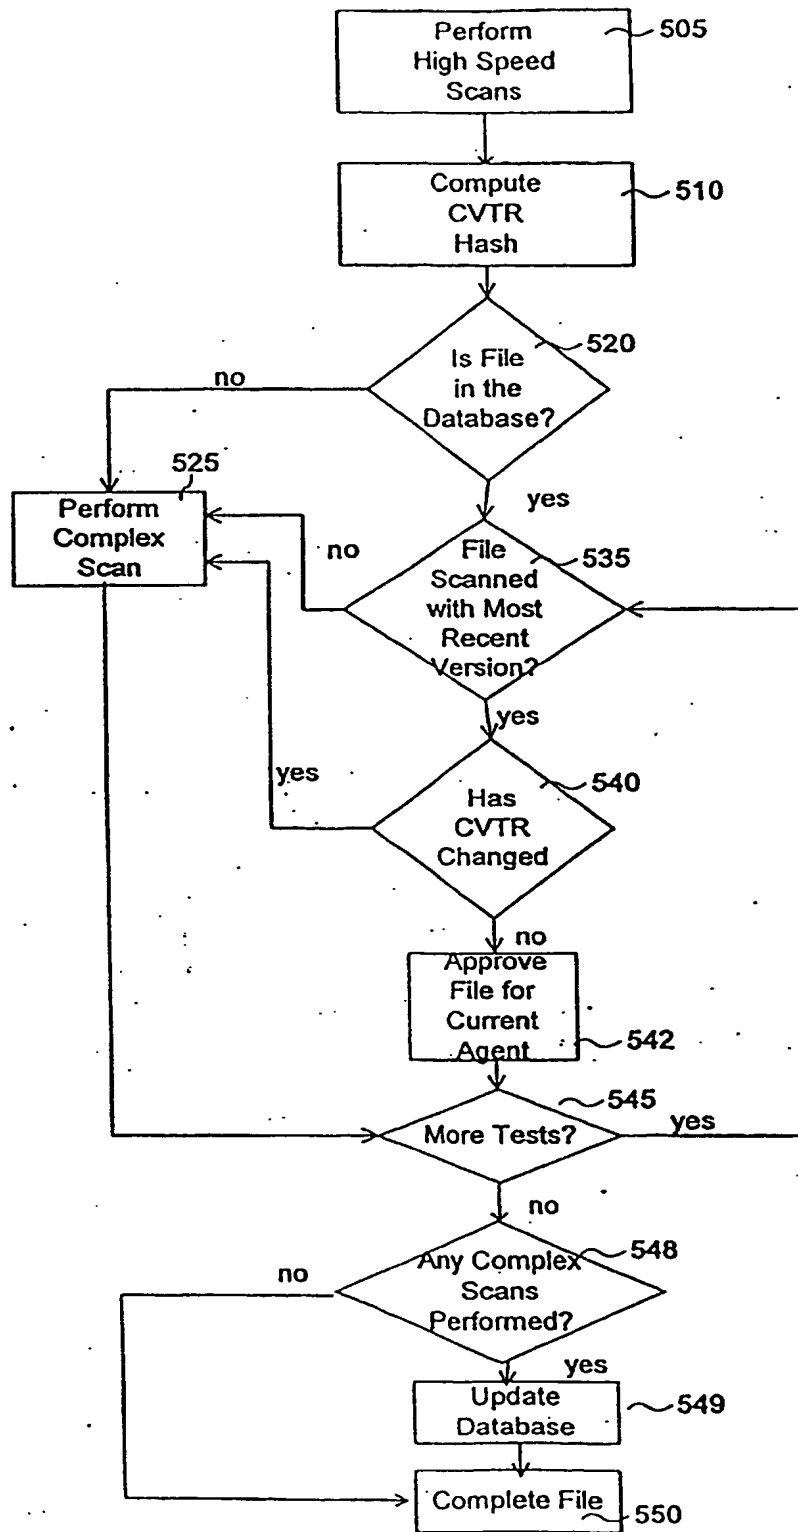 Perform
High Speed
Scans
505
Compute
CVTR
Hash
510
Is File
in the
Database?
520
no
yes
525
Perform
Complex
Scan
no
File
Scanned
with Most
Recent
Version?
535
yes
yes
Has
CVTR
Changed
540
no
Approve
File for
Current
Agent
542
545
More Tests?
yes
no
Any Complex
Scans
Performed?
548
no
yes
Update
Database
549
Complete File
550